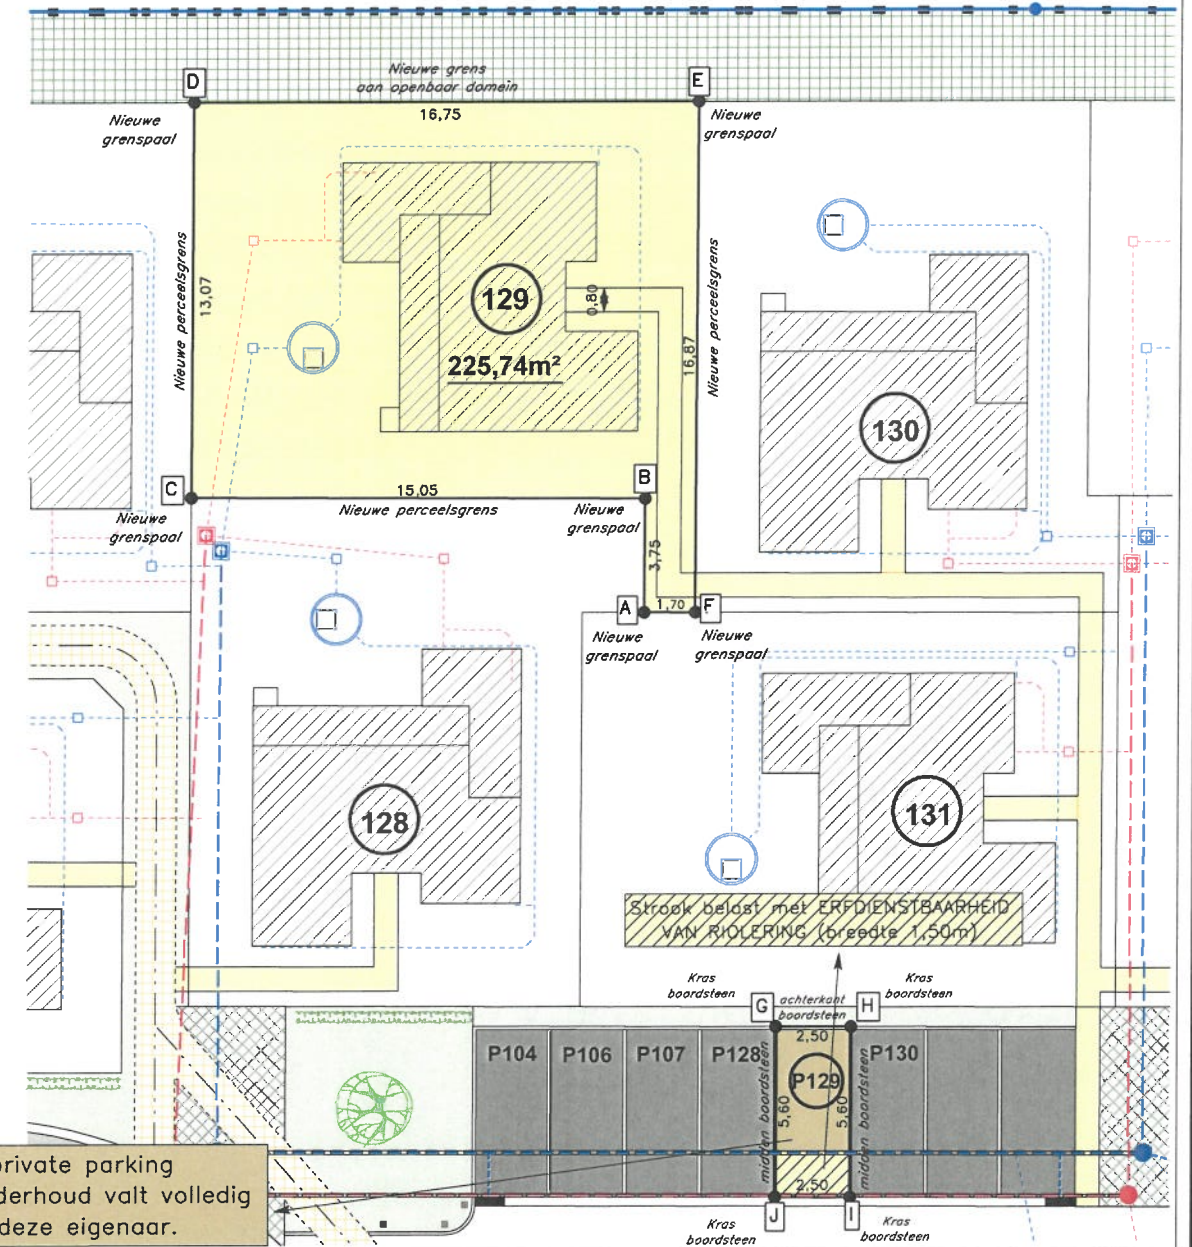 D
Nieuwe grens
aan openbaar domein
E
Nieuwe
grenspaal
16,75
Nieuwe
grenspaal
Nieuwe perceelsgrens
13,07
129
225,74m²
0,80
16,87
Nieuwe perceelsgrens
130
C
15,05
B
Nieuwe
grenspaal
Nieuwe perceelsgrens
Nieuwe
grenspaal
3,75
A
1,70
F
Nieuwe
grenspaal
Nieuwe
grenspaal
128
131
Strook belast met ERFDIENSTBAARHEID
VAN RIOLERING (breedte 1,50m)
Kras
boordsteen
Kras
boordsteen
G
achterkant
boordsteen
H
2,50
P104
P106
P107
P128
P129
P130
midden boordsteen
5,60
5,60
midden boordsteen
2,50
private parking
derhoud valt volledig
deze eigenaar.
J
I
Kras
boordsteen
Kras
boordsteen